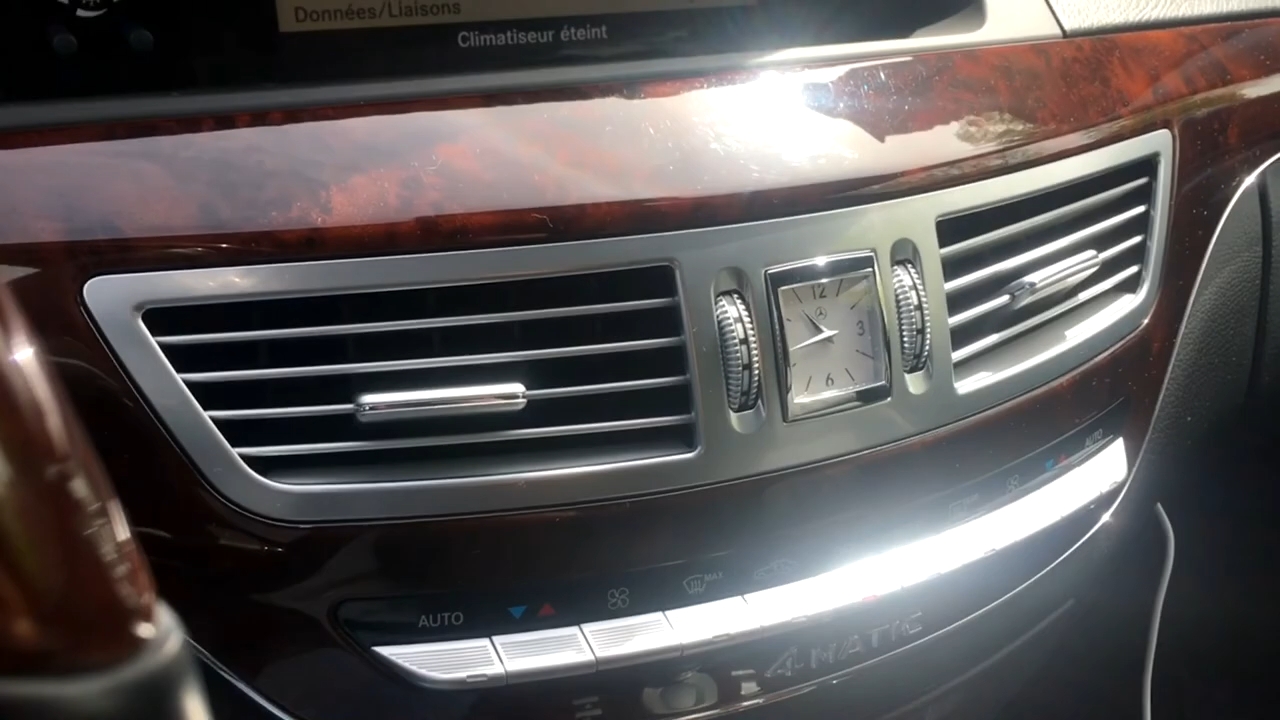 Données/Liaisons
Climatiseur éteint
12
3
6
AUTO
AUTO
MAX
4MATIC